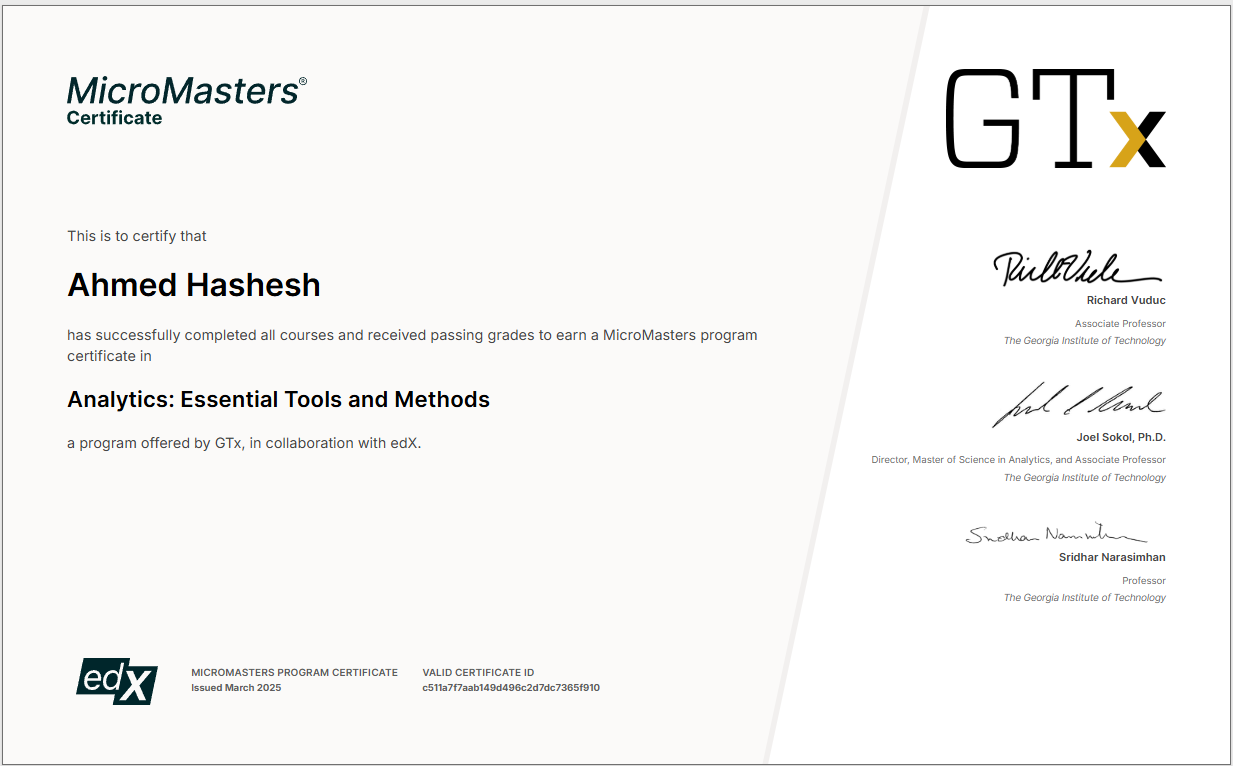 MicroMasters®
Certificate
This is to certify that
Ahmed Hashesh
has successfully completed all courses and received passing grades to earn a MicroMasters program
certificate in
Analytics: Essential Tools and Methods
a program offered by GTx, in collaboration with edX.
GTx
Richard Vuduc
Associate Professor
The Georgia Institute of Technology
Joel Sokol, Ph.D.
Director, Master of Science in Analytics, and Associate Professor
The Georgia Institute of Technology
Sridhar Narasimhan
Professor
The Georgia Institute of Technology
edX
MICROMASTERS PROGRAM CERTIFICATE
Issued March 2025
VALID CERTIFICATE ID
c511a7f7aab149d496c2d7dc7365f910